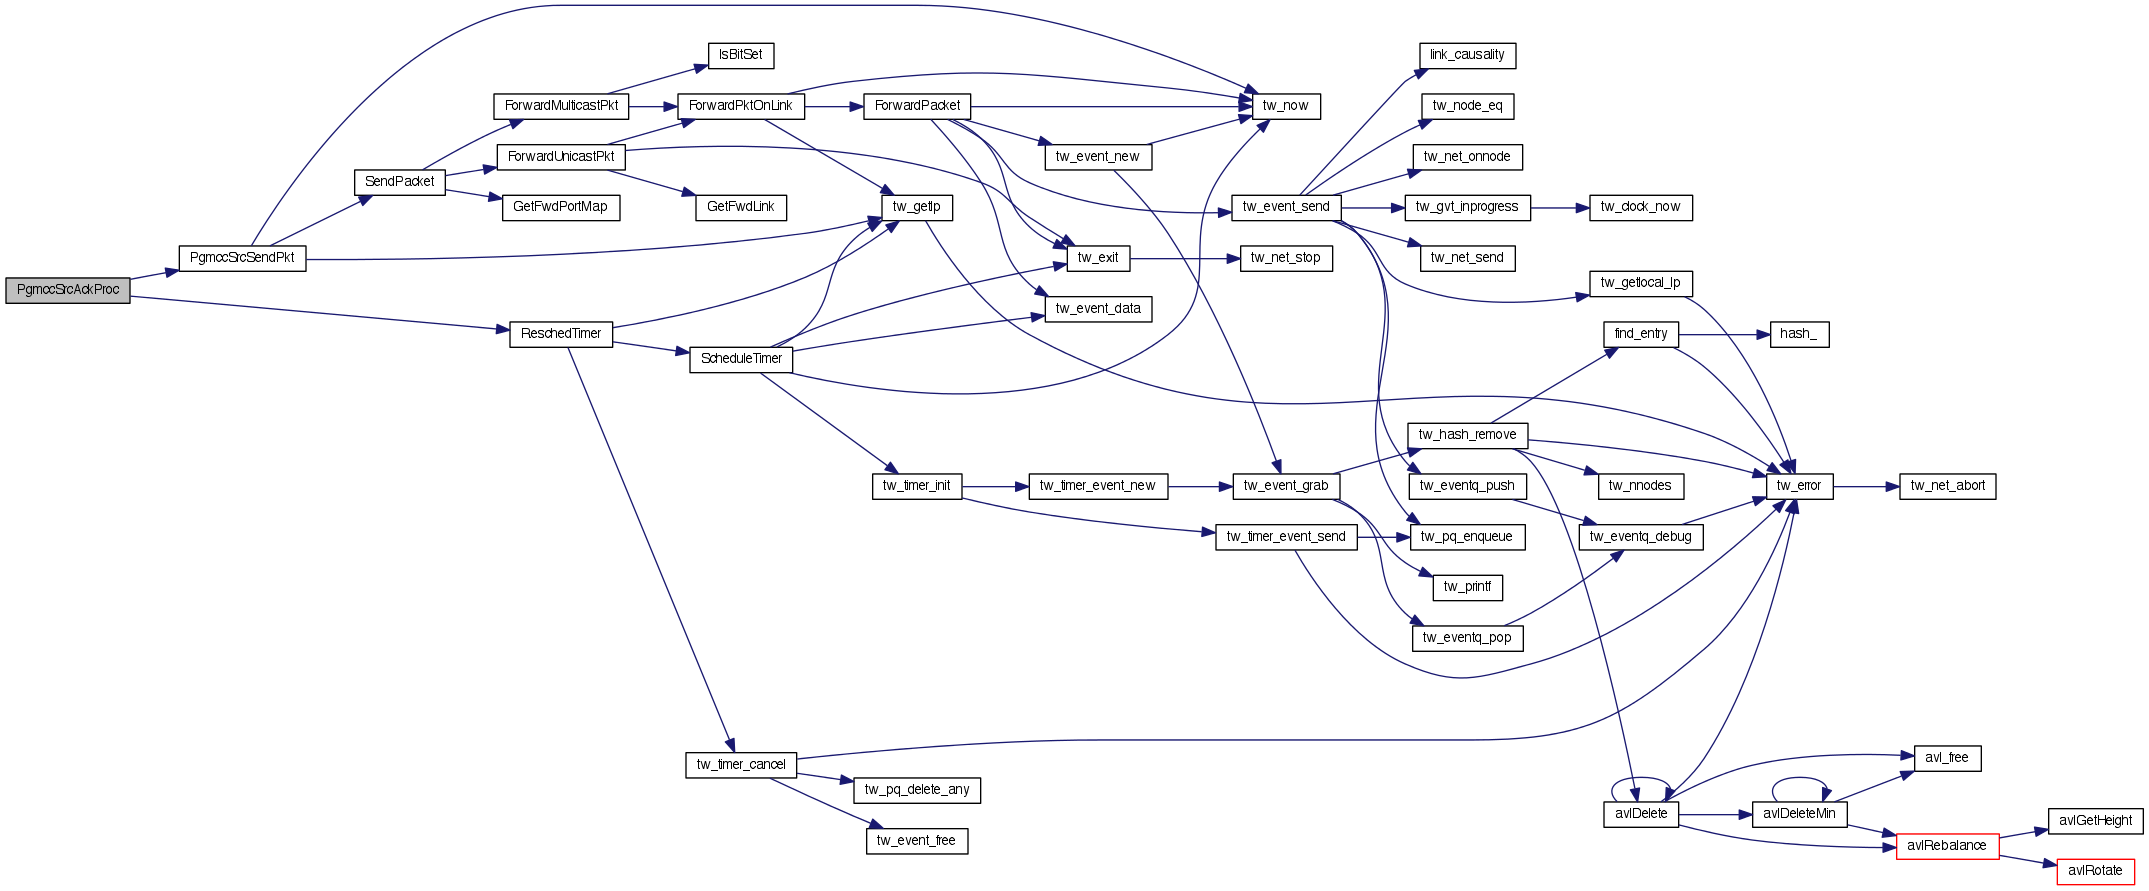 PgmccSrcAckProc
PgmccSrcSendPkt
SendPacket
ForwardMulticastPkt
ForwardUnicastPkt
GetFwdPortMap
ReschedTimer
IsBitSet
ForwardPktOnLink
GetFwdLink
ScheduleTimer
tw_timer_cancel
ForwardPacket
tw_getlp
tw_timer_init
tw_pq_delete_any
tw_event_free
tw_event_new
tw_exit
tw_event_data
tw_timer_event_new
tw_now
tw_event_send
tw_net_stop
tw_event_grab
tw_timer_event_send
link_causality
tw_node_eq
tw_net_onnode
tw_gvt_inprogress
tw_net_send
tw_hash_remove
tw_eventq_push
tw_pq_enqueue
tw_printf
tw_eventq_pop
tw_clock_now
tw_getlocal_lp
find_entry
tw_nnodes
tw_eventq_debug
avlDelete
hash_
tw_error
avlDeleteMin
tw_net_abort
avl_free
avlRebalance
avlGetHeight
avlRotate